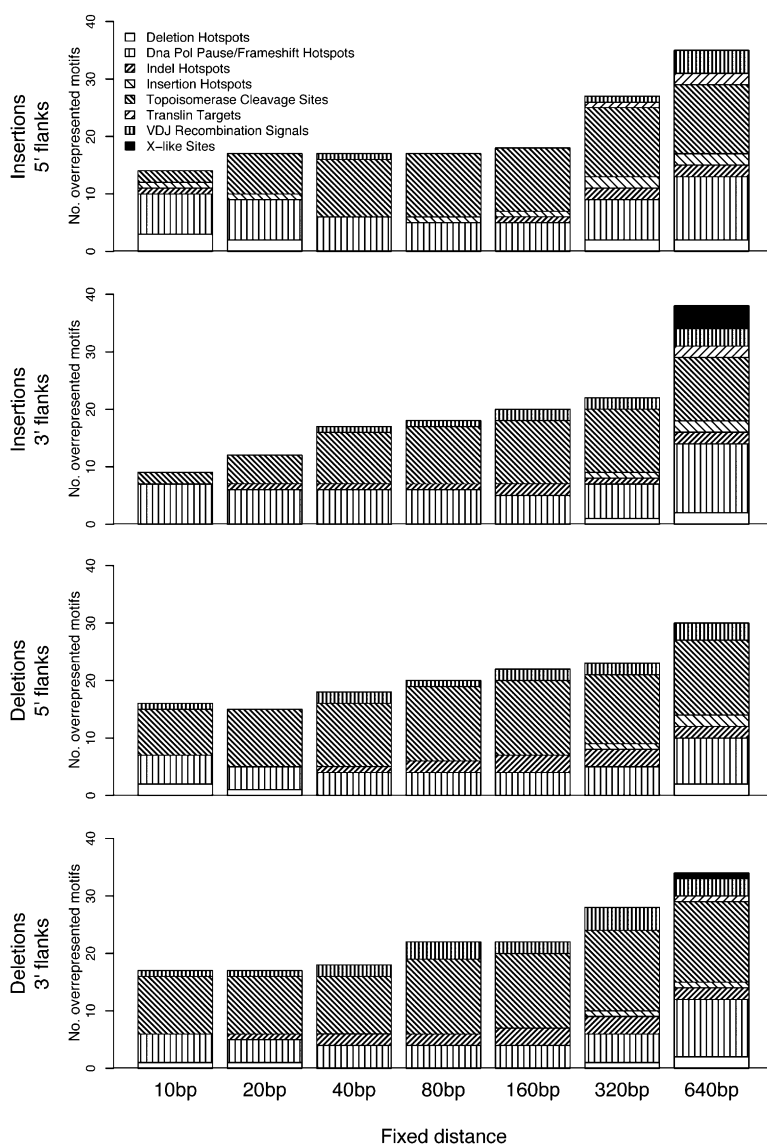 Insertions
5' flanks
No. overrepresented motifs
0
10
20
30
40
Deletion Hotspots
Dna Pol Pause/Frameshift Hotspots
Indel Hotspots
Insertion Hotspots
Topoisomerase Cleavage Sites
Translin Targets
VDJ Recombination Signals
X-like Sites
Insertions
3' flanks
No. overrepresented motifs
0
10
20
30
40
Deletions
5' flanks
No. overrepresented motifs
0
10
20
30
40
Deletions
3' flanks
No. overrepresented motifs
0
10
20
30
40
10bp 20bp 40bp 80bp 160bp 320bp 640bp
Fixed distance